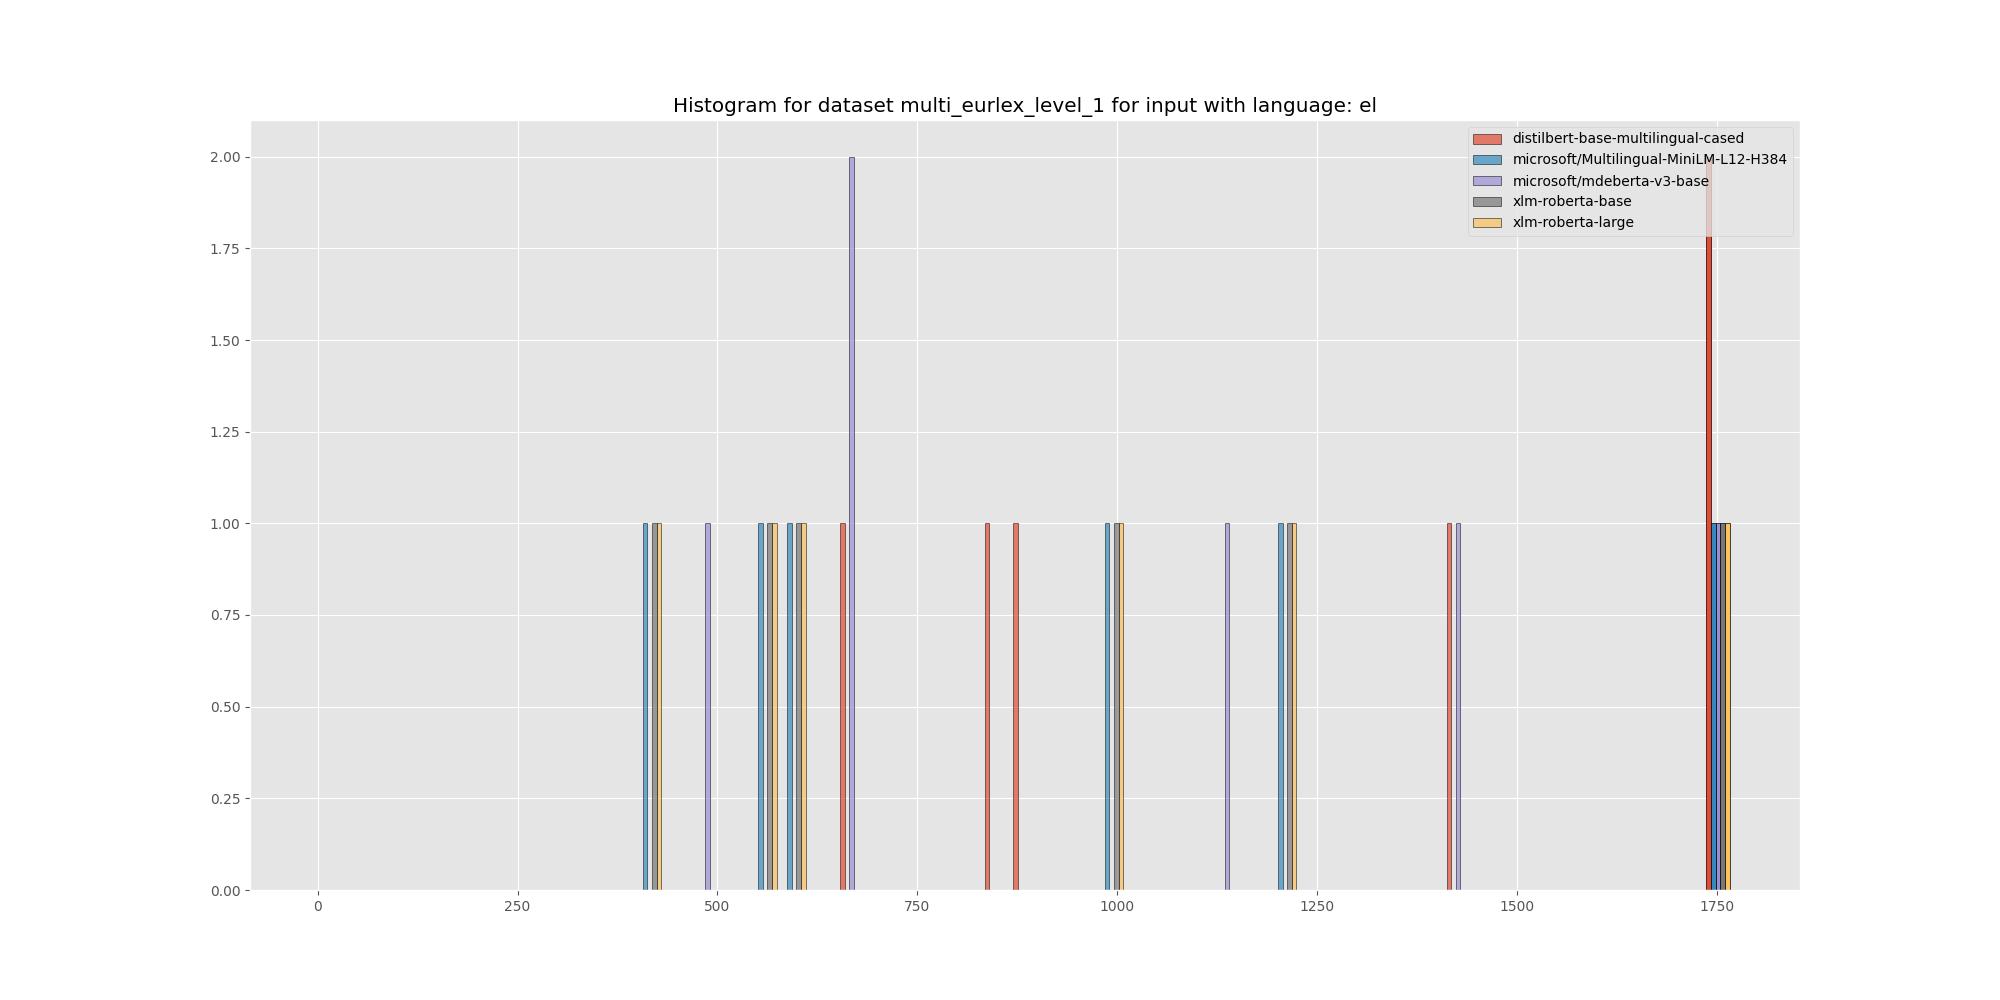 Histogram for dataset multi_eurlex_level_1 for input with language: el
distilbert-base-multilingual-cased
microsoft/Multilingual-MiniLM-L12-H384
microsoft/mdeberta-v3-base
xlm-roberta-base
xlm-roberta-large
2.00
1.75
1.50
1.25
1.00
0.75
0.50
0.25
0.00
0 250 500 750 1000 1250 1500 1750